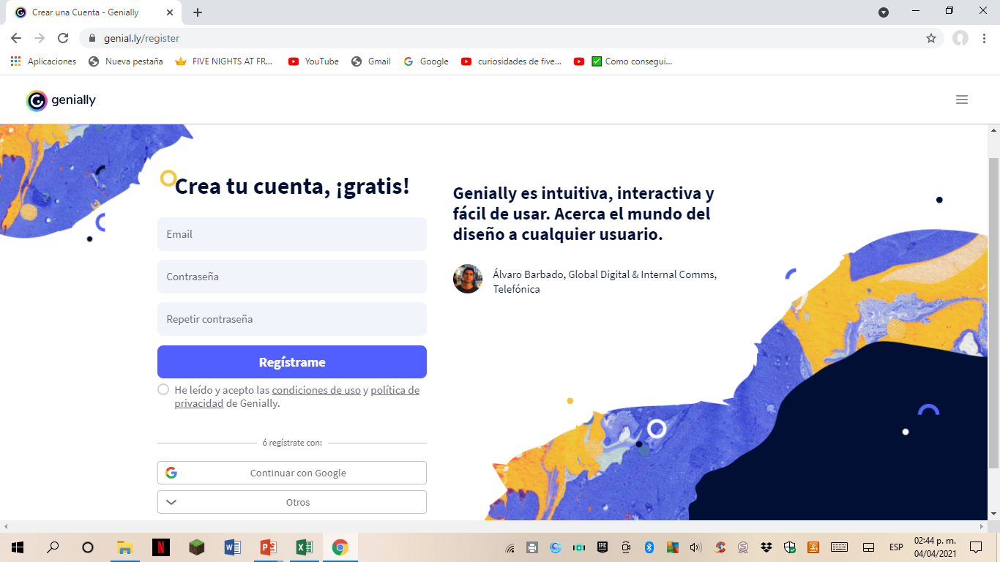 Crear una Cuenta - Genially
genial.ly/register
Aplicaciones
Nueva pestaña
FIVE NIGHTS AT FR...
YouTube
Gmail
Google
curiosidades de five...
Como consegui...
genially
Crea tu cuenta, ¡gratis!
Email
Contraseña
Repetir contraseña
Regístrame
He leído y acepto las condiciones de uso y política de
privacidad de Genially.
ó regístrate con:
Continuar con Google
Otros
Genially es intuitiva, interactiva y
fácil de usar. Acerca el mundo del
diseño a cualquier usuario.
Álvaro Barbado, Global Digital & Internal Comms,
Telefónica
ESP
02:44 p. m.
04/04/2021